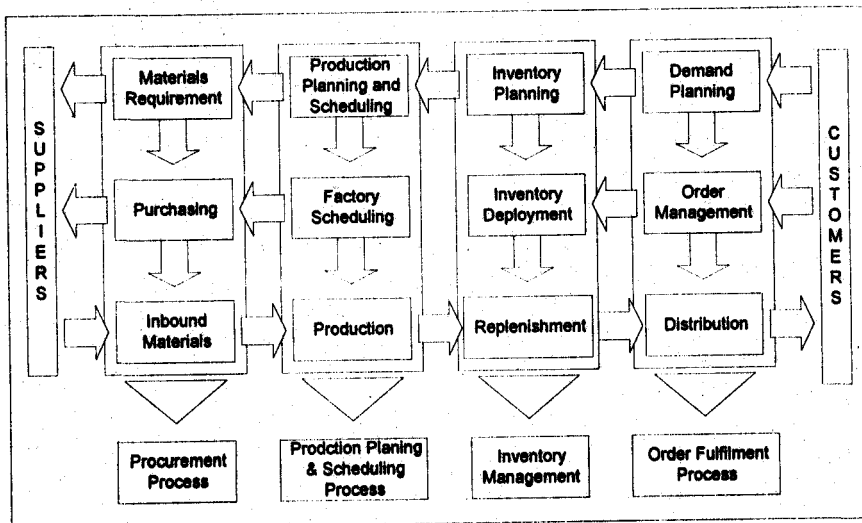 SUPPLIERS
Materials
Requirement
Production
Planning and
Scheduling
Inventory
Planning
Demand
Planning
CUSTOMERS
Purchasing
Factory
Scheduling
Inventory
Deployment
Order
Management
Inbound
Materials
Production
Replenishment
Distribution
Procurement
Process
Prodction Planing
& Scheduling
Process
Inventory
Management
Order Fulfilment
Process